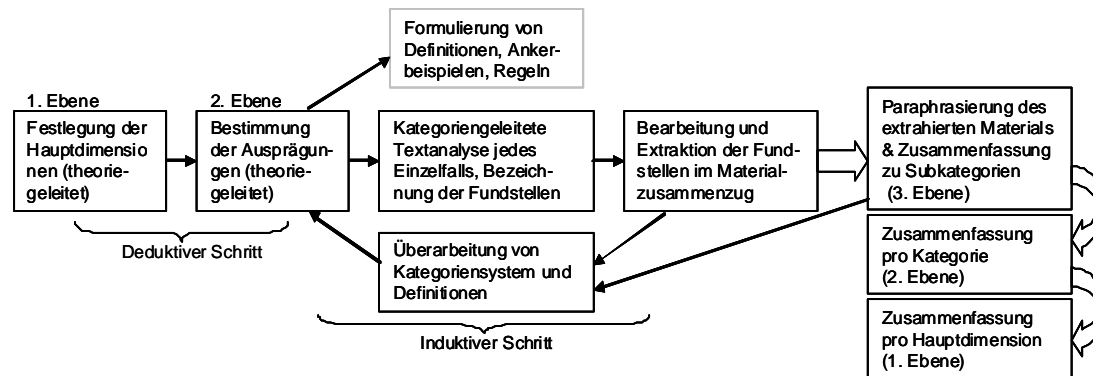 Formulierung von
Definitionen, Anker-
beispielen, Regeln
1. Ebene
Festlegung der
Hauptdimensio
nen (theorie-
geleitet)
2. Ebene
Bestimmung
der Ausprägun-
gen (theorie-
geleitet)
Kategoriengeleitete
Textanalyse jedes
Einzelfalls, Bezeich-
nung der Fundstellen
Bearbeitung und
Extraktion der Fund-
stellen im Material-
zusammenzug
Paraphrasierung des
extrahierten Materials
& Zusammenfassung
zu Subkategorien
(3. Ebene)
Deduktiver Schritt
Überarbeitung von
Kategoriensystem und
Definitionen
Induktiver Schritt
Zusammenfassung
pro Kategorie
(2. Ebene)
Zusammenfassung
pro Hauptdimension
(1. Ebene)